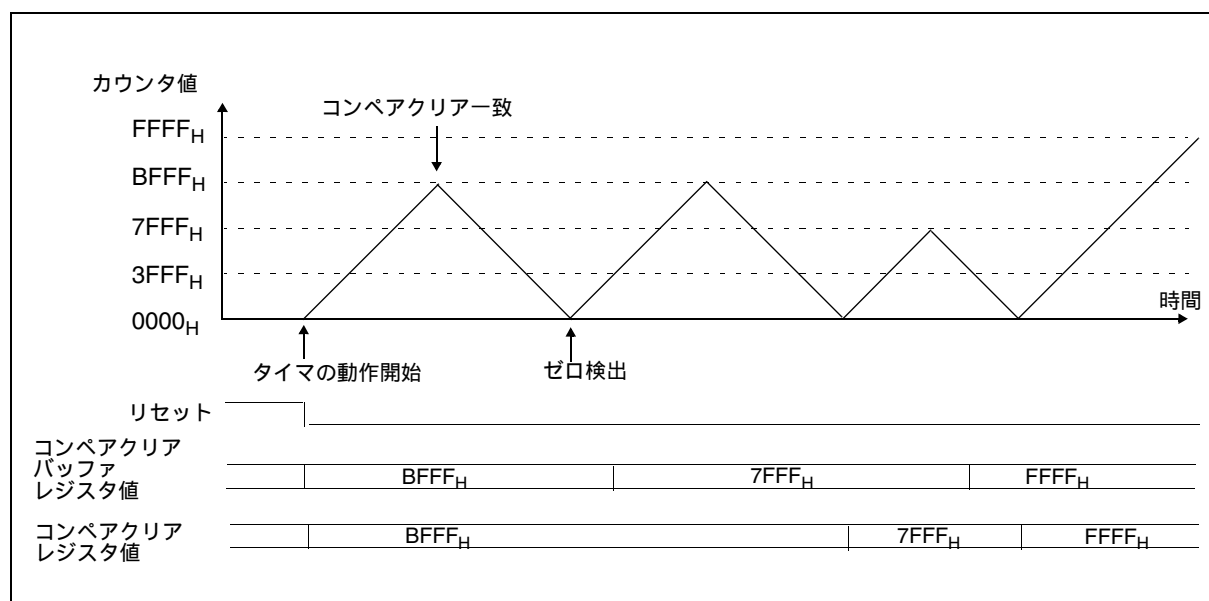 カウンタ値
コンペアクリア一致
FFFFH
BFFFH
7FFFH
3FFFH
0000H
時間
タイマの動作開始
ゼロ検出
リセット
コンペアクリア
バッファ
レジスタ値
BFFFH
7FFFH
FFFFH
コンペアクリア
レジスタ値
BFFFH
7FFFH
FFFFH